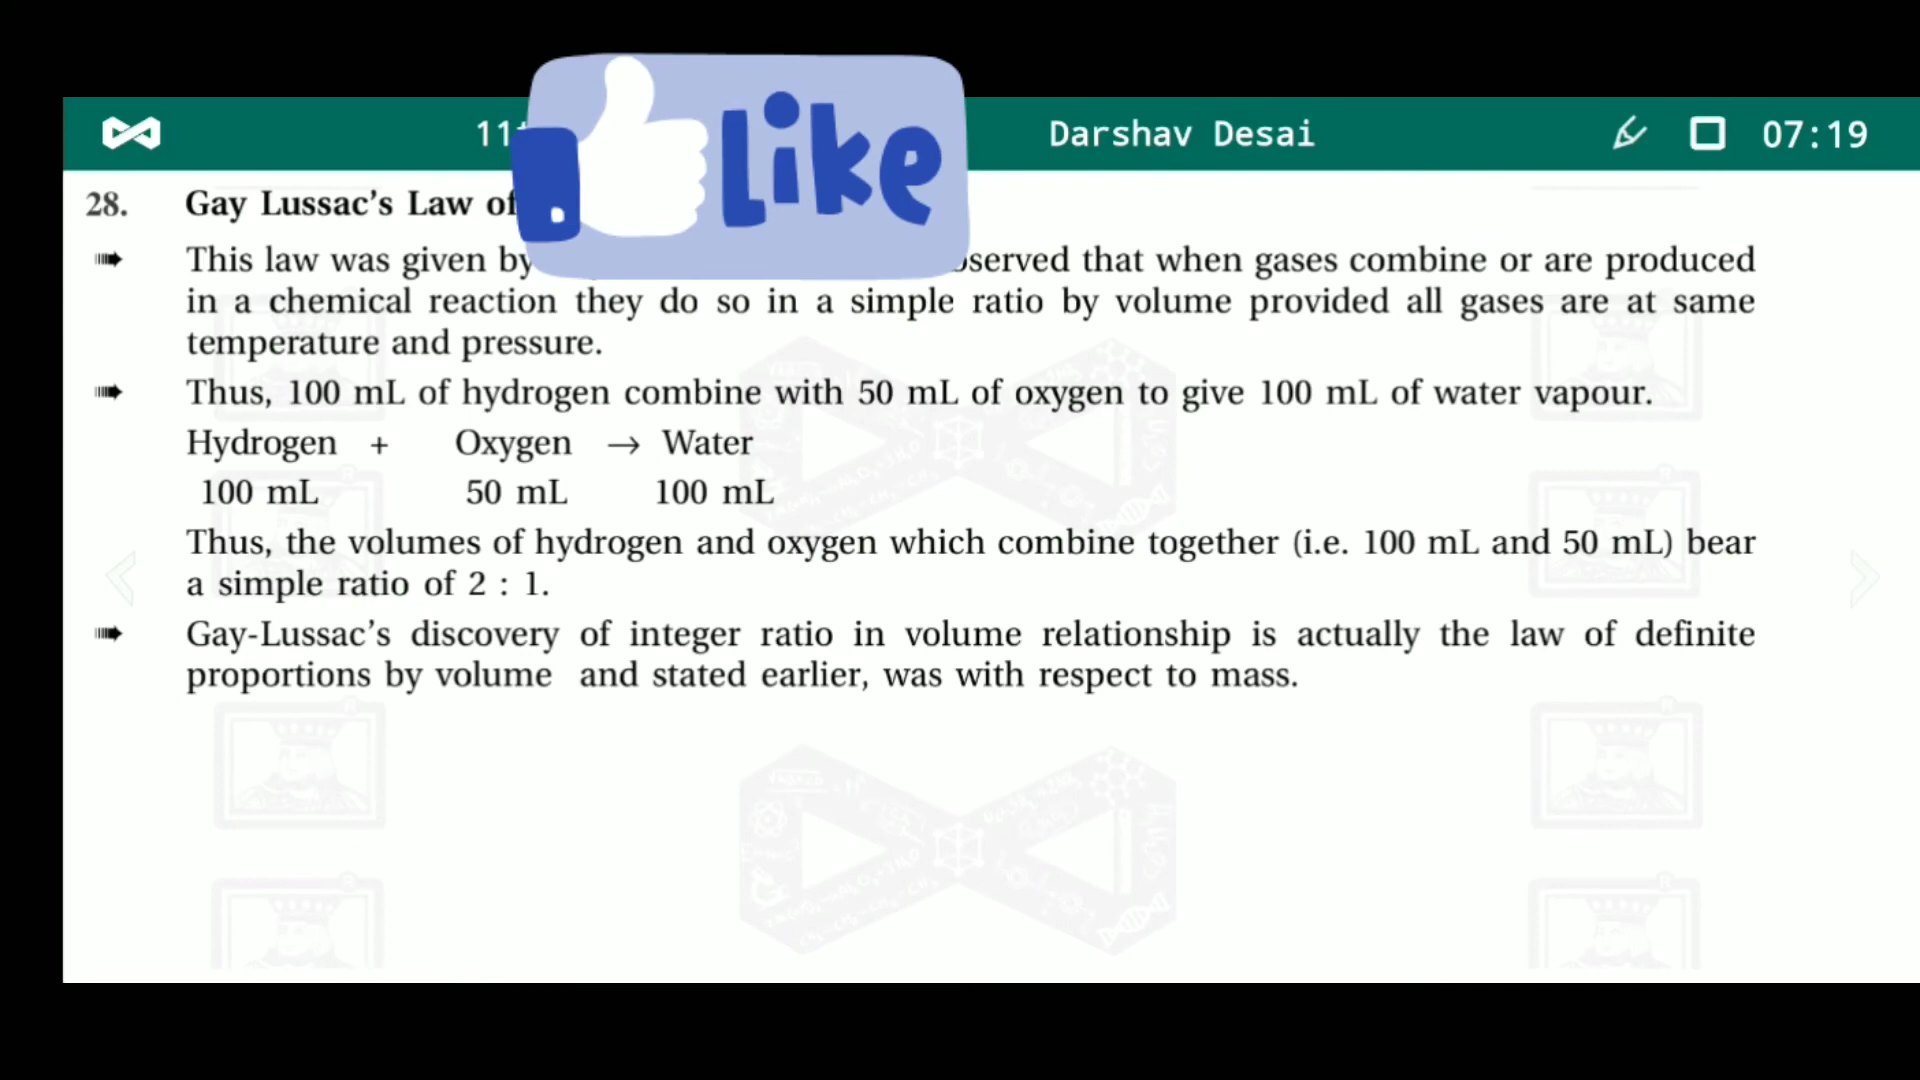 11
Like
Darshav Desai
07:19
28. Gay Lussac's Law of
This law was given by observed that when gases combine or are produced
in a chemical reaction they do so in a simple ratio by volume provided all gases are at same
temperature and pressure.
Thus, 100 mL of hydrogen combine with 50 mL of oxygen to give 100 mL of water vapour.
Hydrogen + Oxygen → Water
100 mL 50 mL 100 mL
Thus, the volumes of hydrogen and oxygen which combine together (i.e. 100 mL and 50 mL) bear
a simple ratio of 2 : 1.
Gay-Lussac's discovery of integer ratio in volume relationship is actually the law of definite
proportions by volume and stated earlier, was with respect to mass.